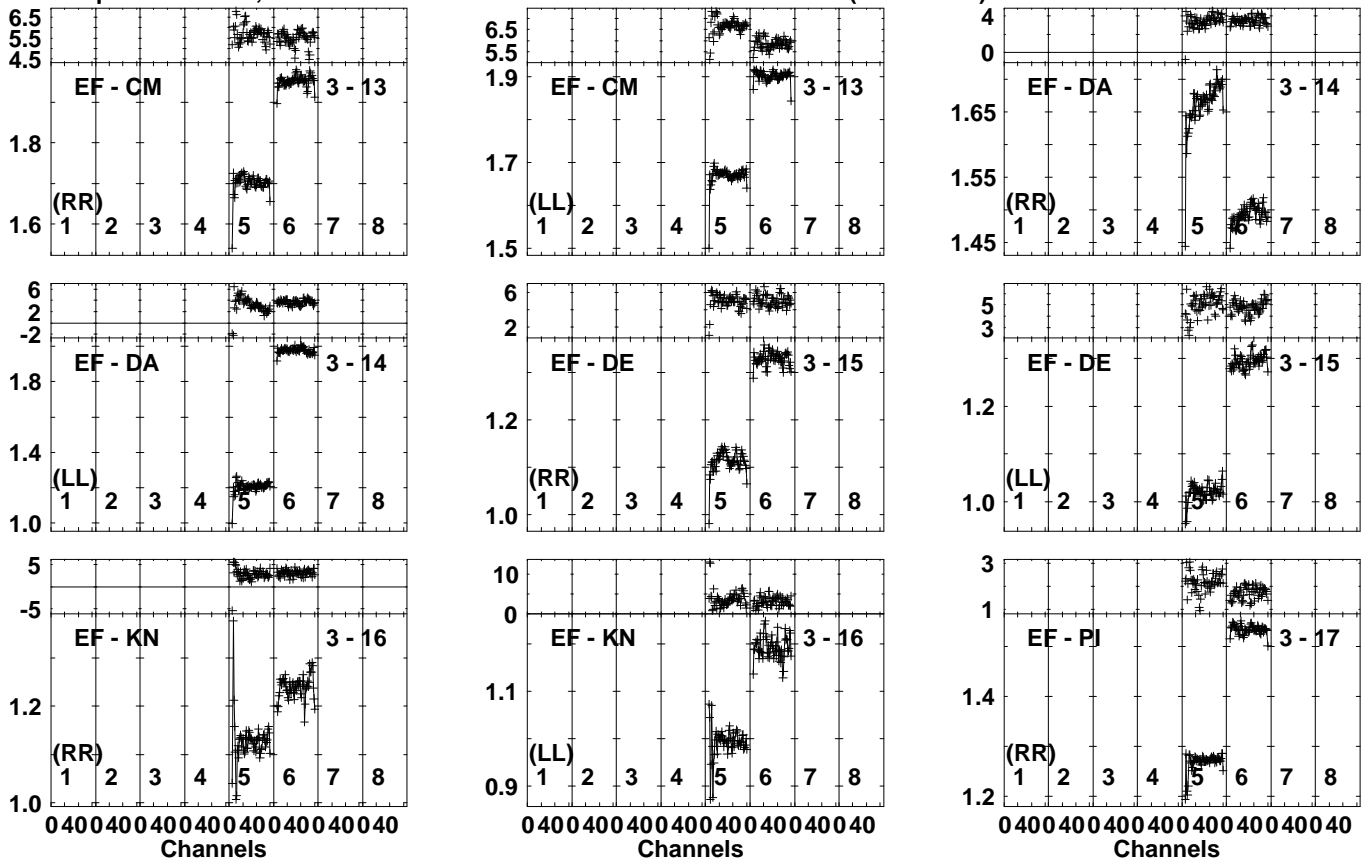 6.5
5.5
4.5
EF - CM 3 - 13
1.8
1.6
(RR)
1 2 3 4 5 6 7 8
6.5
5.5
EF - CM 3 - 13
1.9
1.7
1.5
(LL)
1 2 3 4 5 6 7 8
4
0
EF - DA 3 - 14
1.65
1.55
1.45
(RR)
1 2 3 4 5 6 7 8
6
2
-2
EF - DA 3 - 14
1.8
1.4
1.0
(LL)
1 2 3 4 5 6 7 8
6
2
EF - DE 3 - 15
1.2
1.0
(RR)
1 2 3 4 5 6 7 8
5
3
EF - DE 3 - 15
1.2
1.0
(LL)
1 2 3 4 5 6 7 8
5
-5
EF - KN 3 - 16
1.2
1.0
(RR)
1 2 3 4 5 6 7 8
0 40 0 40 0 40 0 40 0 40 0 40 0 40 0 40
Channels
10
0
EF - KN 3 - 16
1.1
0.9
(LL)
1 2 3 4 5 6 7 8
0 40 0 40 0 40 0 40 0 40 0 40 0 40 0 40
Channels
3
1
EF - PI 3 - 17
1.4
1.2
(RR)
1 2 3 4 5 6 7 8
0 40 0 40 0 40 0 40 0 40 0 40 0 40 0 40
Channels